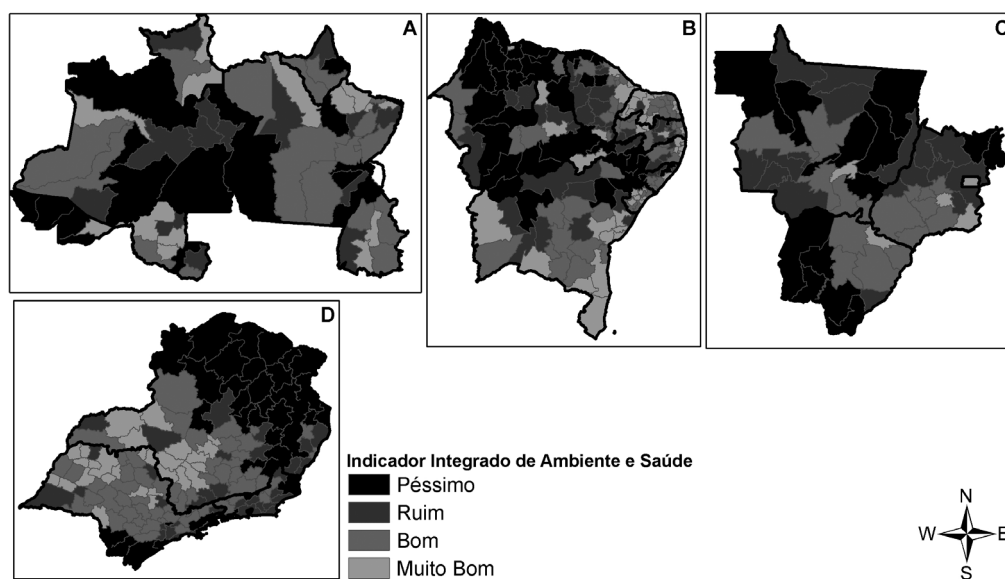 A
B
C
D
Indicador Integrado de Ambiente e Saúde
Péssimo
Ruim
Bom
Muito Bom
N
W
E
S